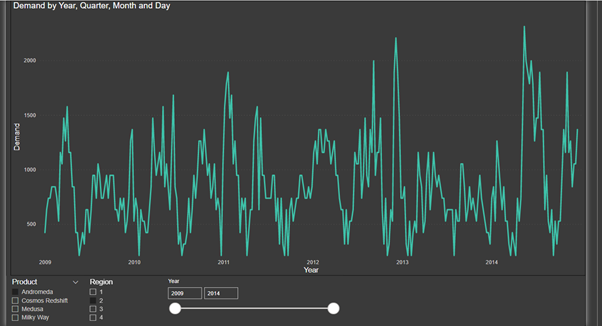 Demand by Year, Quarter, Month and Day
2000
1500
1000
500
Demand
2009 2010 2011 2012 2013 2014
Year
Product Region Year
Andromeda 1 2009 2014
Cosmos Redshift 2
Medusa 3
Milky Way 4